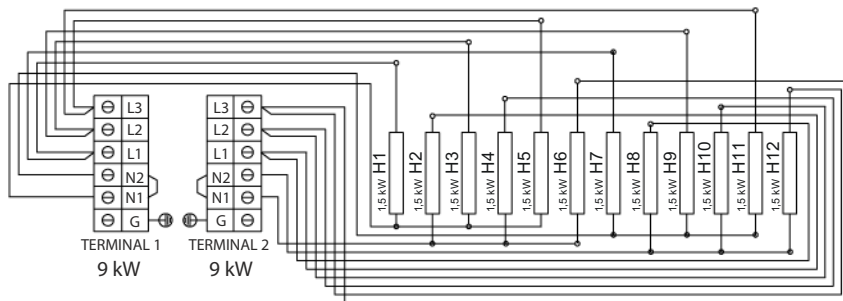 L3 L3
L2 L2
L1 L1
N2 N2
N1 N1
G G
TERMINAL 1 TERMINAL 2
9 kW 9 kW
1,5 kW H1
1,5 kW H2
1,5 kW H3
1,5 kW H4
1,5 kW H5
1,5 kW H6
1,5 kW H7
1,5 kW H8
1,5 kW H9
1,5 kW H10
1,5 kW H11
1,5 kW H12